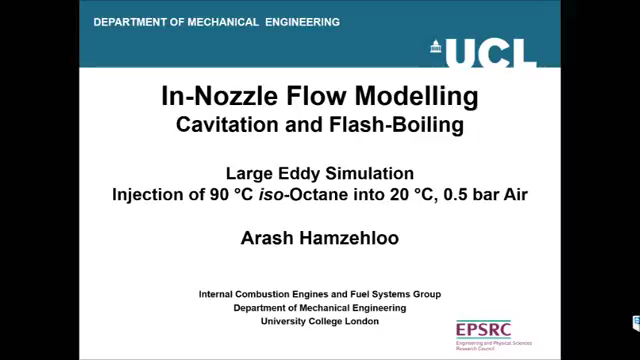 DEPARTMENT OF MECHANICAL ENGINEERING
UCL
In-Nozzle Flow Modelling
Cavitation and Flash-Boiling
Large Eddy Simulation
Injection of 90 °C iso-Octane into 20 °C, 0.5 bar Air
Arash Hamzehloo
Internal Combustion Engines and Fuel Systems Group
Department of Mechanical Engineering
University College London
EPSRC
Engineering and Physical Sciences
Research Council